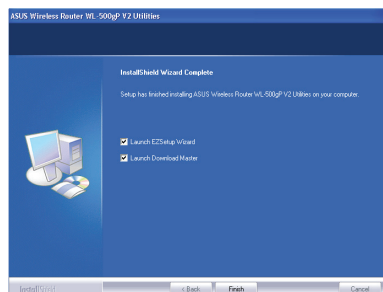 ASUS Wireless Router WL-500gP V2 Utilities
InstallShield Wizard Complete
Setup has finished installing ASUS Wireless Router WL-500gP V2 Utilities on your computer.
Launch EZSetup Wizard
Launch Download Master
InstallShield
< Back
Finish
Cancel